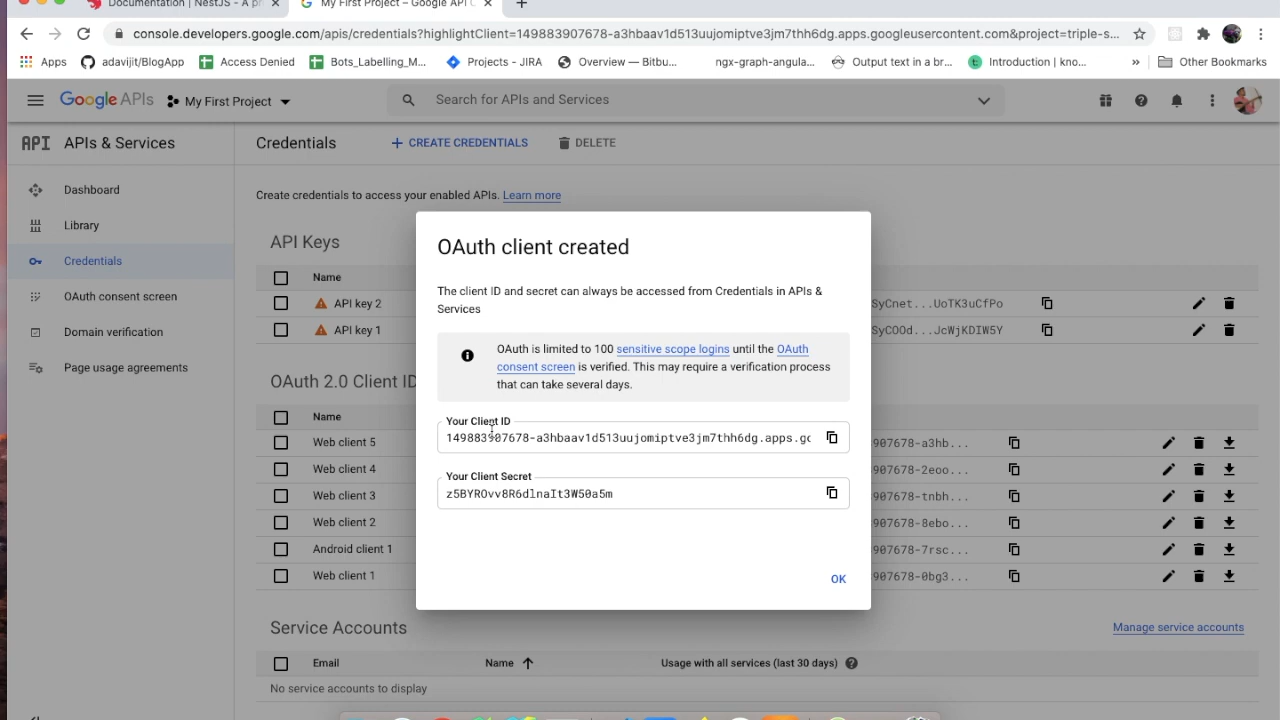 Documentation | NestJS - A p
My First Project – Google API C
console.developers.google.com/apis/credentials?highlightClient=149883907678-a3hbaav1d513uujomiptve3jm7thh6dg.apps.googleusercontent.com&project=triple-s...
Apps
adavijit/BlogApp
Access Denied
Bots_Labelling_M...
Projects - JIRA
Overview — Bitbu...
ngx-graph-angula...
Output text in a br...
Introduction | kno...
»
Other Bookmarks
Google APIs
My First Project
Search for APIs and Services
API
APIs & Services
Credentials
+ CREATE CREDENTIALS
DELETE
Dashboard
Library
Credentials
OAuth consent screen
Domain verification
Page usage agreements
Create credentials to access your enabled APIs. Learn more
API Keys
Name
API key 2
SyCnet...UoTK3uCfPo
API key 1
SyCOOd...JcWjKDIW5Y
OAuth 2.0 Client ID
Name
Web client 5
907678-a3hb...
Web client 4
907678-2eoo...
Web client 3
907678-tnbh...
Web client 2
907678-8ebo...
Android client 1
907678-7rsc...
Web client 1
907678-0bg3...
OAuth client created
The client ID and secret can always be accessed from Credentials in APIs &
Services
OAuth is limited to 100 sensitive scope logins until the OAuth
consent screen is verified. This may require a verification process
that can take several days.
Your Client ID
149883907678-a3hbaav1d513uujomiptve3jm7thh6dg.apps.gc
Your Client Secret
z5BYROvv8R6dlnaIt3W50a5m
OK
Service Accounts
Manage service accounts
Email
Name
Usage with all services (last 30 days)
No service accounts to display